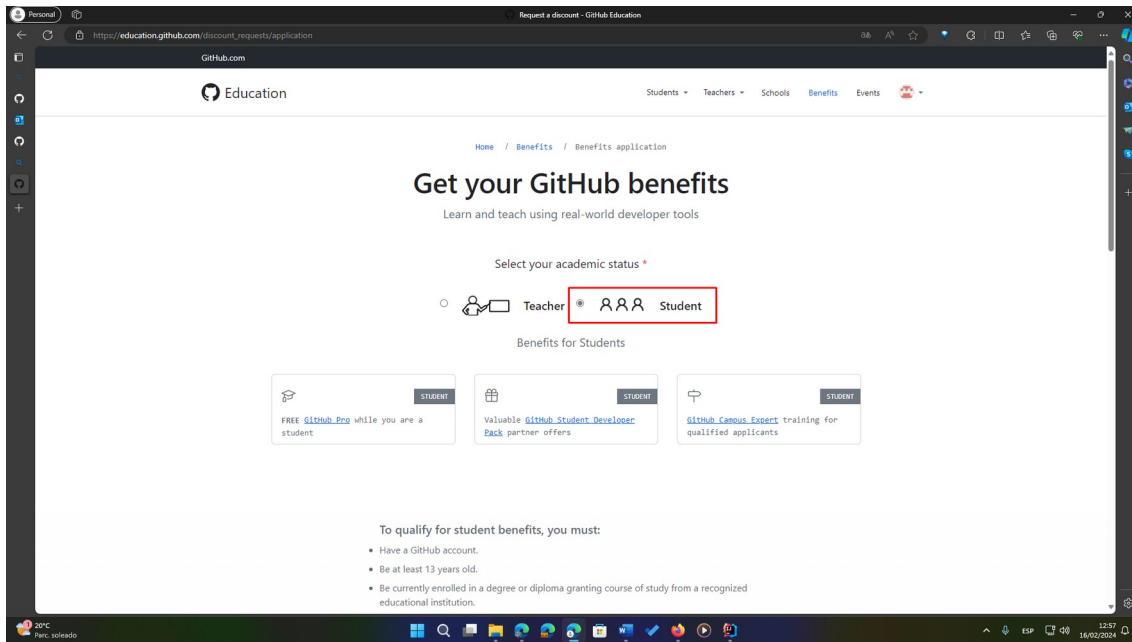 Personal
Request a discount - GitHub Education
https://education.github.com/discount_requests/application
GitHub.com
Education
Students
Teachers
Schools
Benefits
Events
Home / Benefits / Benefits application
Get your GitHub benefits
Learn and teach using real-world developer tools
Select your academic status *
Teacher
Student
Benefits for Students
STUDENT
FREE GitHub Pro while you are a
student
STUDENT
Valuable GitHub Student Developer
Pack partner offers
STUDENT
GitHub Campus Expert training for
qualified applicants
To qualify for student benefits, you must:
Have a GitHub account.
Be at least 13 years old.
Be currently enrolled in a degree or diploma granting course of study from a recognized
educational institution.
20°C
Parc. soleado
ESP
12:57
16/02/2024